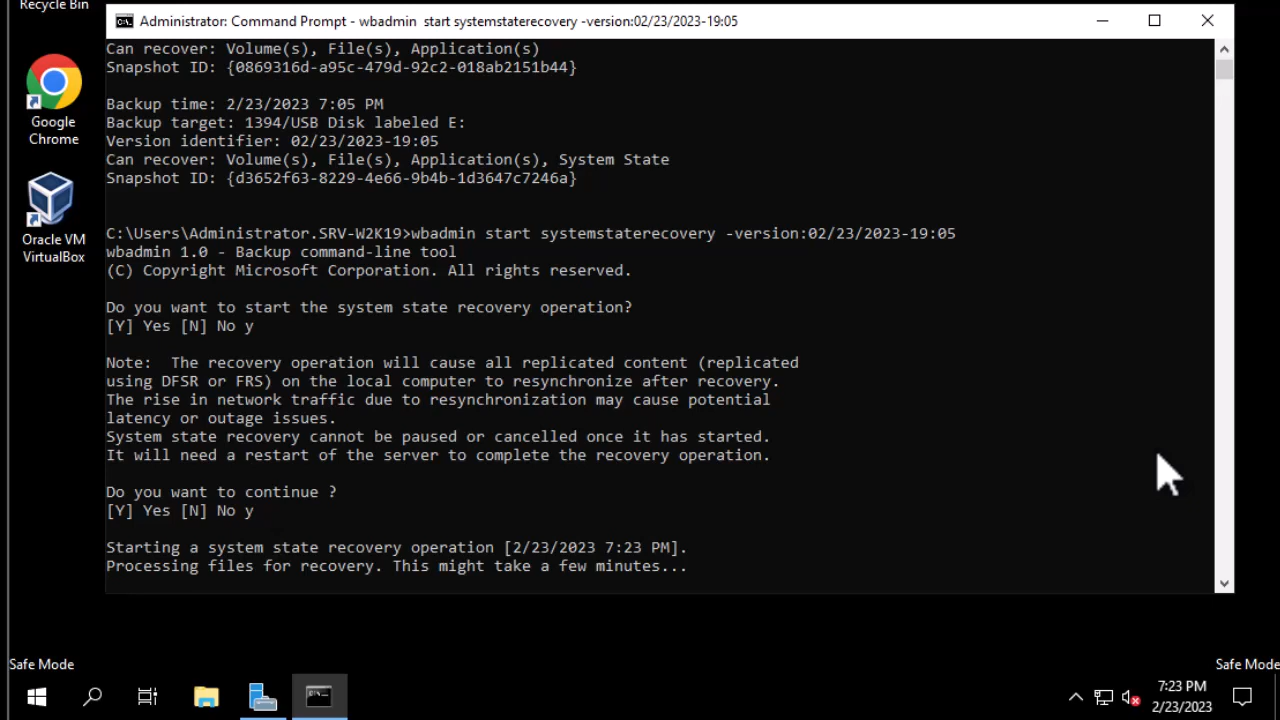 Recycle Bin
Administrator: Command Prompt - wbadmin  start systemstaterecovery -version:02/23/2023-19:05
Can recover: Volume(s), File(s), Application(s)
Snapshot ID: {0869316d-a95c-479d-92c2-018ab2151b44}
Backup time: 2/23/2023 7:05 PM
Backup target: 1394/USB Disk labeled E:
Version identifier: 02/23/2023-19:05
Can recover: Volume(s), File(s), Application(s), System State
Snapshot ID: {d3652f63-8229-4e66-9b4b-1d3647c7246a}
C:\Users\Administrator.SRV-W2K19>wbadmin start systemstaterecovery -version:02/23/2023-19:05
wbadmin 1.0 - Backup command-line tool
(C) Copyright Microsoft Corporation. All rights reserved.
Do you want to start the system state recovery operation?
[Y] Yes [N] No y
Note:  The recovery operation will cause all replicated content (replicated
using DFSR or FRS) on the local computer to resynchronize after recovery.
The rise in network traffic due to resynchronization may cause potential
latency or outage issues.
System state recovery cannot be paused or cancelled once it has started.
It will need a restart of the server to complete the recovery operation.
Do you want to continue ?
[Y] Yes [N] No y
Starting a system state recovery operation [2/23/2023 7:23 PM].
Processing files for recovery. This might take a few minutes...
Google
Chrome
Oracle VM
VirtualBox
Safe Mode
Safe Mode
7:23 PM
2/23/2023